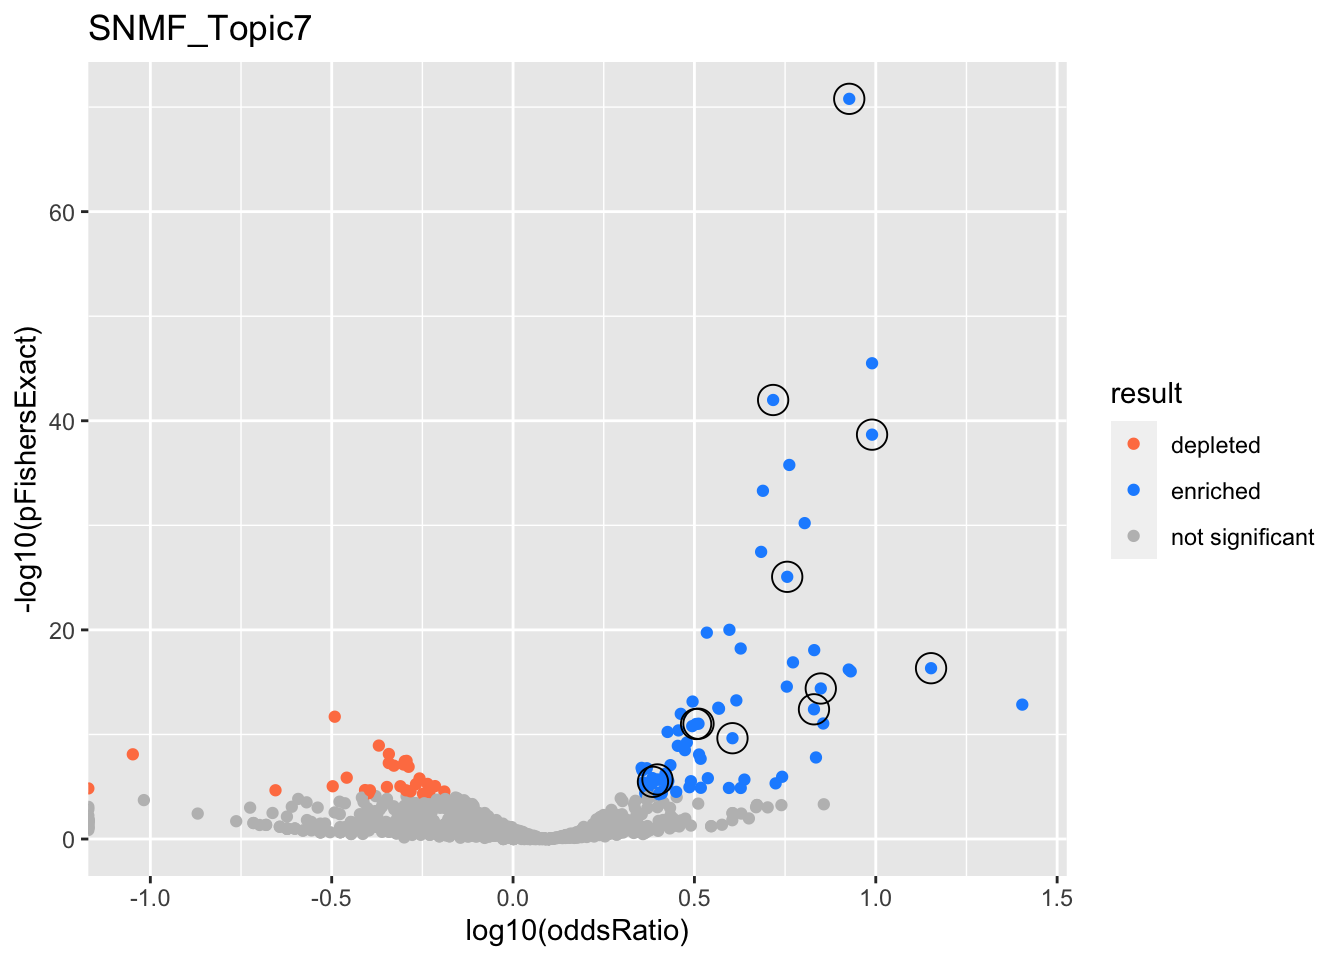 SNMF_Topic7
-log10(pFishersExact)
60
40
20
0
-1.0
-0.5
0.0
0.5
1.0
1.5
log10(oddsRatio)
result
depleted
enriched
not significant